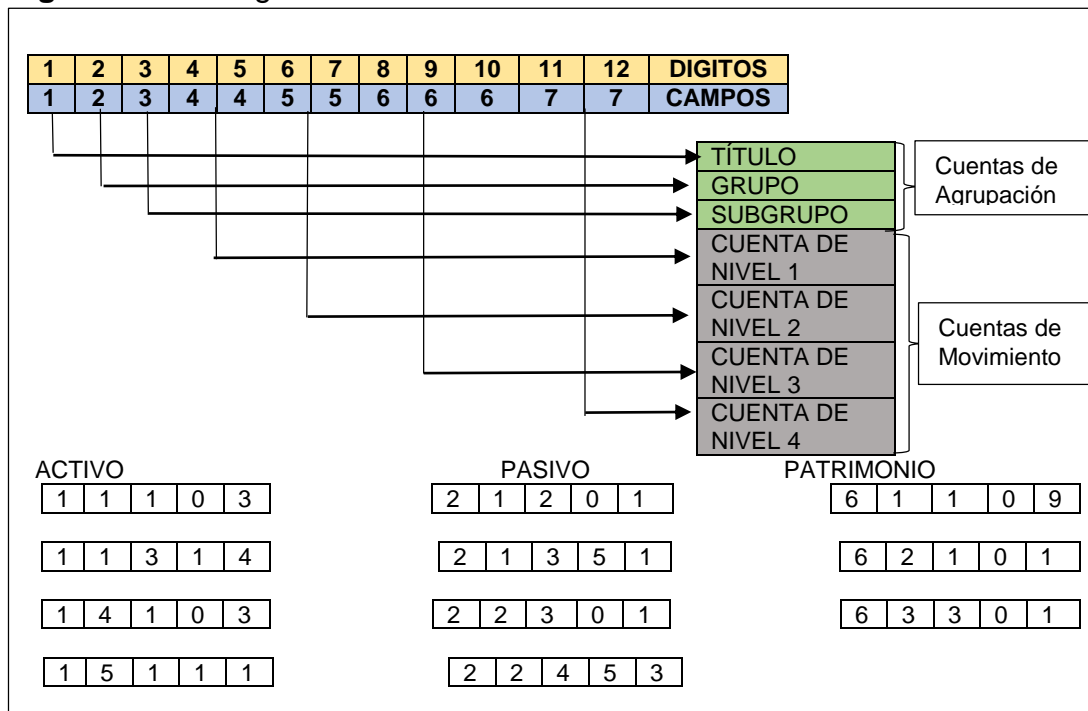 1 2 3 4 5 6 7 8 9 10 11 12 DIGITOS
1 2 3 4 4 5 5 6 6 6 7 7 CAMPOS
TÍTULO
GRUPO
SUBGRUPO
Cuentas de
Agrupación
CUENTA DE
NIVEL 1
CUENTA DE
NIVEL 2
CUENTA DE
NIVEL 3
CUENTA DE
NIVEL 4
Cuentas de
Movimiento
ACTIVO PASIVO PATRIMONIO
1 1 1 0 3 2 1 2 0 1 6 1 1 0 9
1 1 3 1 4 2 1 3 5 1 6 2 1 0 1
1 4 1 0 3 2 2 3 0 1 6 3 3 0 1
1 5 1 1 1 2 2 4 5 3